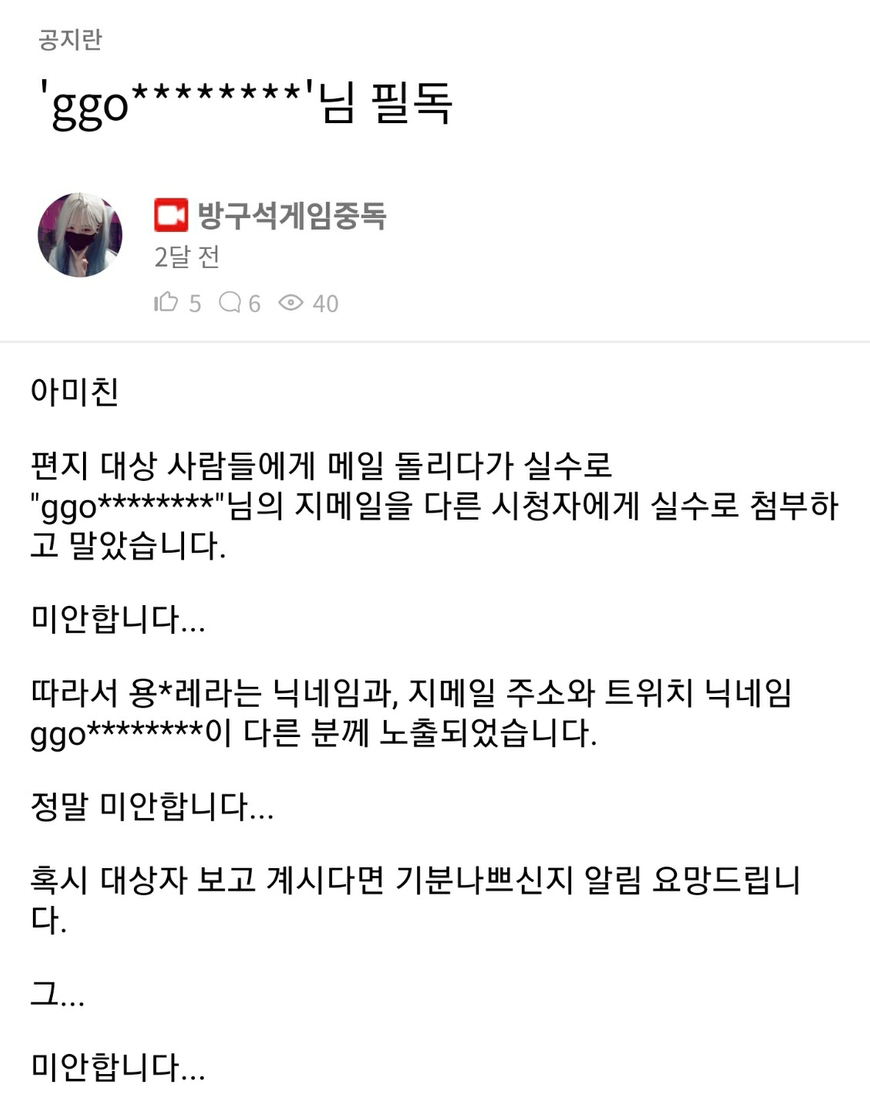 공지란
'ggo********'님 필독
방구석게임중독
2달 전
5 6 40
아미친
편지 대상 사람들에게 메일 돌리다가 실수로
"ggo********"님의 지메일을 다른 시청자에게 실수로 첨부하
고 말았습니다.
미안합니다...
따라서 용*레라는 닉네임과, 지메일 주소와 트위치 닉네임
ggo********이 다른 분께 노출되었습니다.
정말 미안합니다...
혹시 대상자 보고 계시다면 기분나쁘신지 알림 요망드립니
다.
그...
미안합니다...